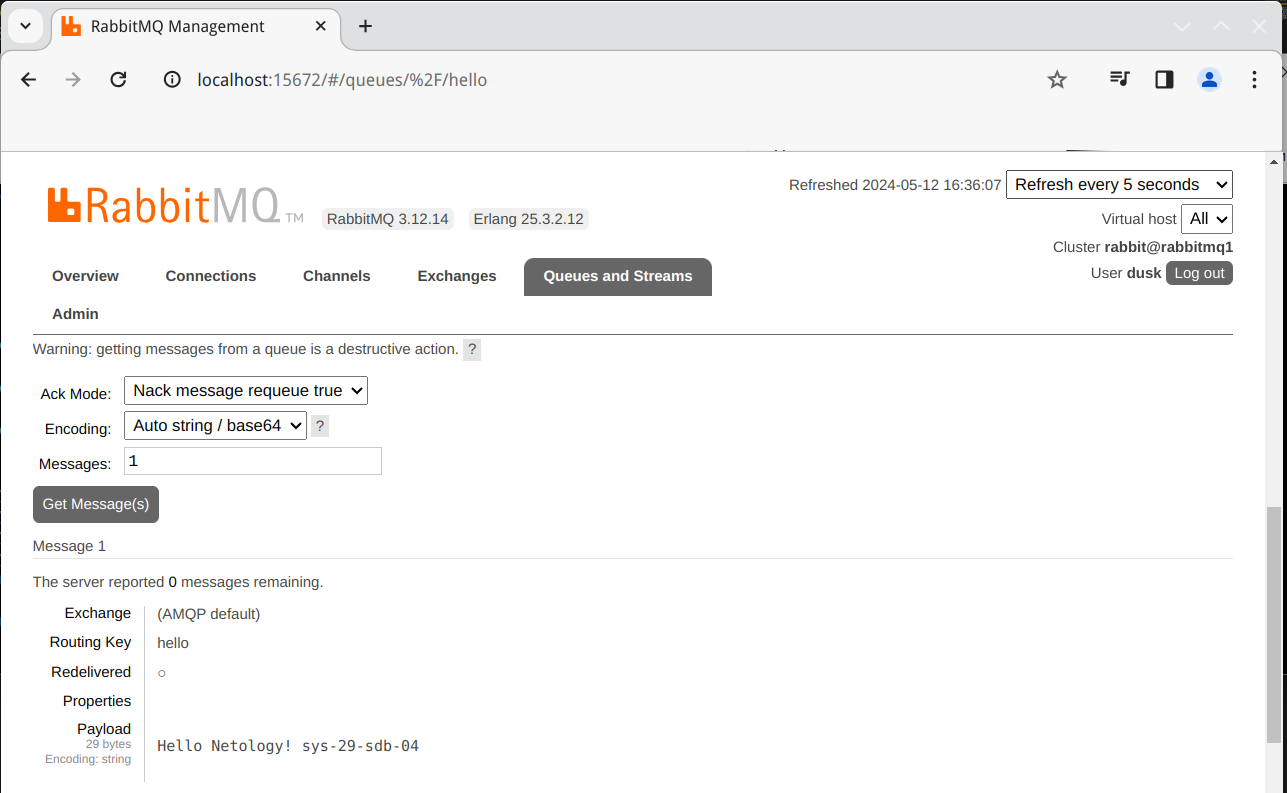 RabbitMQ Management
localhost:15672/#/queues/%2F/hello
Refreshed 2024-05-12 16:36:07 Refresh every 5 seconds
RabbitMQ TM RabbitMQ 3.12.14 Erlang 25.3.2.12
Virtual host All
Cluster rabbit@rabbitmq1
User dusk Log out
Overview Connections Channels Exchanges Queues and Streams
Admin
Warning: getting messages from a queue is a destructive action. ?
Ack Mode: Nack message requeue true
Encoding: Auto string / base64 ?
Messages: 1
Get Message(s)
Message 1
The server reported 0 messages remaining.
Exchange (AMQP default)
Routing Key hello
Redelivered ○
Properties
Payload
29 bytes
Encoding: string
Hello Netology! sys-29-sdb-04